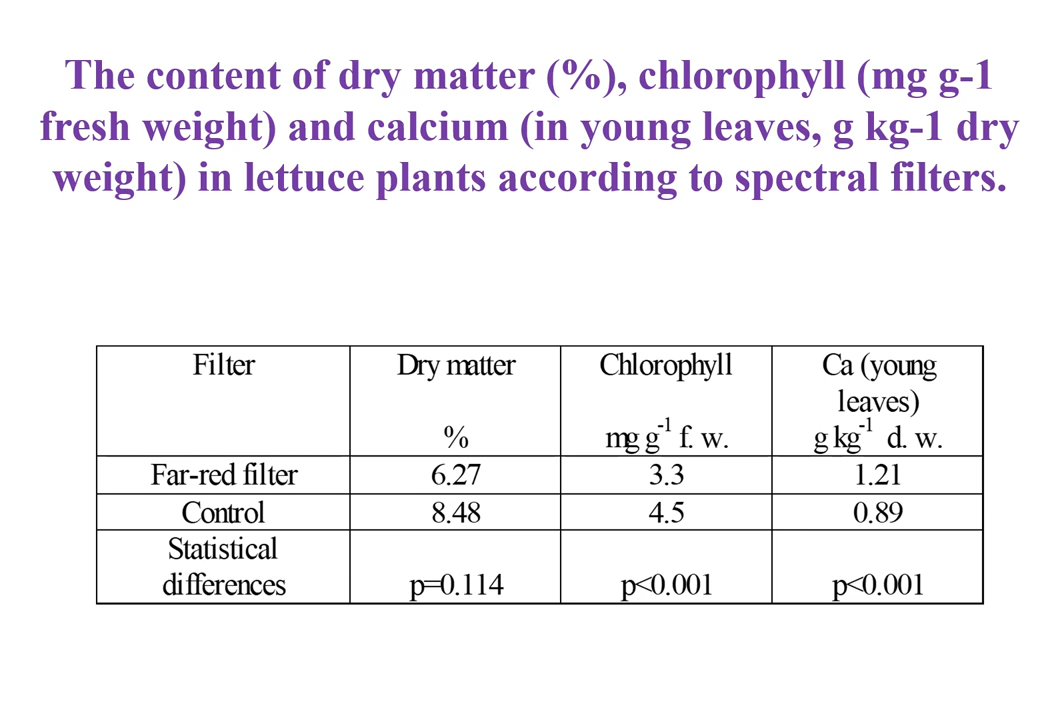 The content of dry matter (%), chlorophyll (mg g-1
fresh weight) and calcium (in young leaves, g kg-1 dry
weight) in lettuce plants according to spectral filters.
Filter Dry matter Chlorophyll Ca (young
leaves)
% mg g⁻¹ f. w. g kg⁻¹ d. w.
Far-red filter 6.27 3.3 1.21
Control 8.48 4.5 0.89
Statistical
differences p=0.114 p<0.001 p<0.001